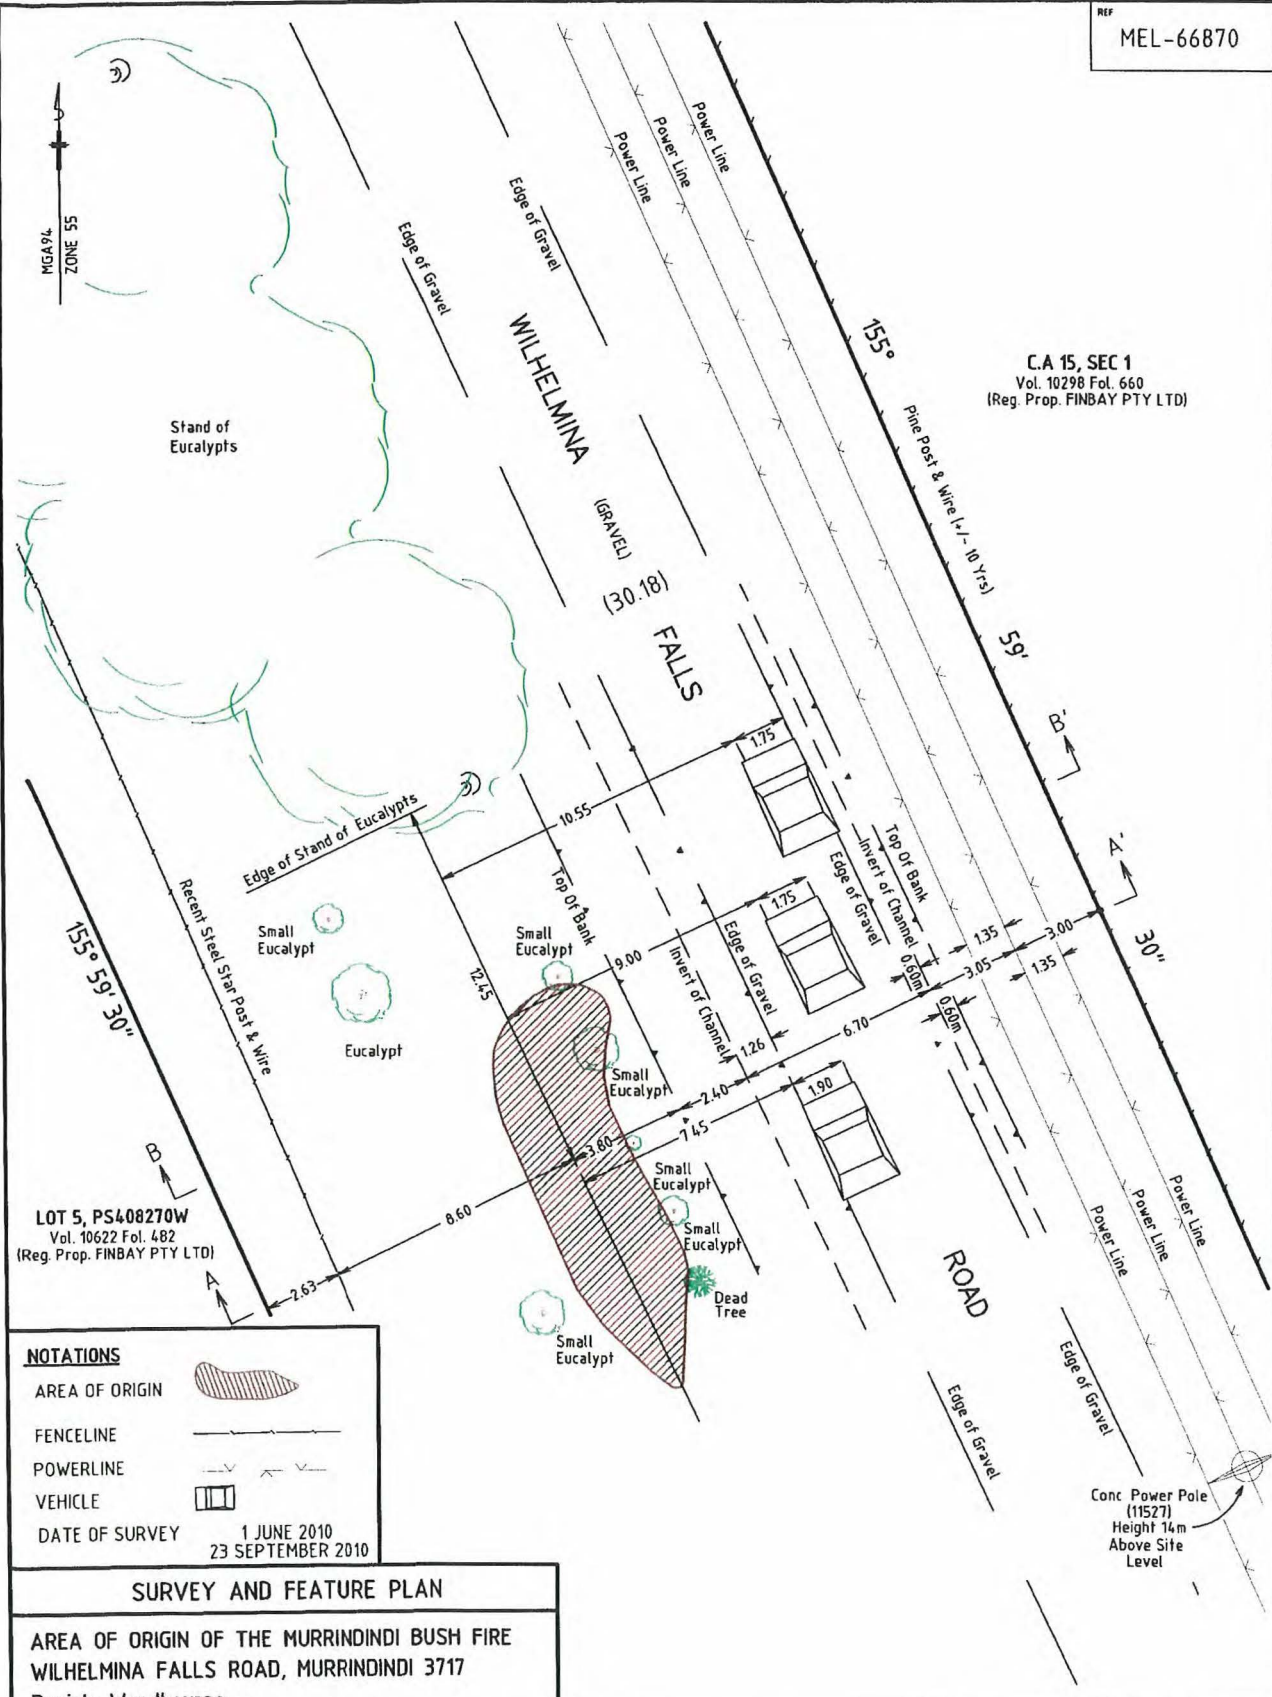 REF
MEL-66870
MGA94
ZONE 55
Power Line
Power Line
Power Line
Edge of Gravel
Edge of Gravel
WILHELMINA
(GRAVEL)
(30.18)
FALLS
155°
C.A 15, SEC 1
Vol. 10298 Fol. 660
(Reg. Prop. FINBAY PTY LTD)
Pine Post & Wire (+/- 10 Yrs)
59'
Stand of
Eucalypts
B'
A'
1.75
10.55
Edge of Stand of Eucalypts
Top Of Bank
Invert of Channel
Edge of Gravel
Recent Steel Star Post & Wire
Small
Eucalypt
Small
Eucalypt
Top Of Bank
1.75
9.00
12.45
Edge of Gravel
Invert of Channel
0.60m
1.35
3.00
3.05
1.35
30"
155° 59' 30"
Eucalypt
Small
Eucalypt
1.26
6.70
0.60m
1.90
2.40
7.45
3.80
Small
Eucalypt
Small
Eucalypt
B
LOT 5, PS408270W
Vol. 10622 Fol. 482
(Reg. Prop. FINBAY PTY LTD)
A
8.60
2.63
Dead
Tree
Small
Eucalypt
ROAD
Power Line
Power Line
Power Line
Edge of Gravel
Edge of Gravel
Conc Power Pole
(11527)
Height 14m
Above Site
Level
NOTATIONS
AREA OF ORIGIN
FENCELINE
POWERLINE
VEHICLE
DATE OF SURVEY 1 JUNE 2010
23 SEPTEMBER 2010
SURVEY AND FEATURE PLAN
AREA OF ORIGIN OF THE MURRINDINDI BUSH FIRE
WILHELMINA FALLS ROAD, MURRINDINDI 3717